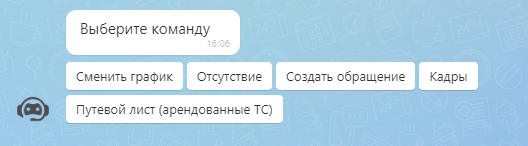 Выберите команду
16:06
Сменить график Отсутствие Создать обращение Кадры
Путевой лист (арендованные ТС)